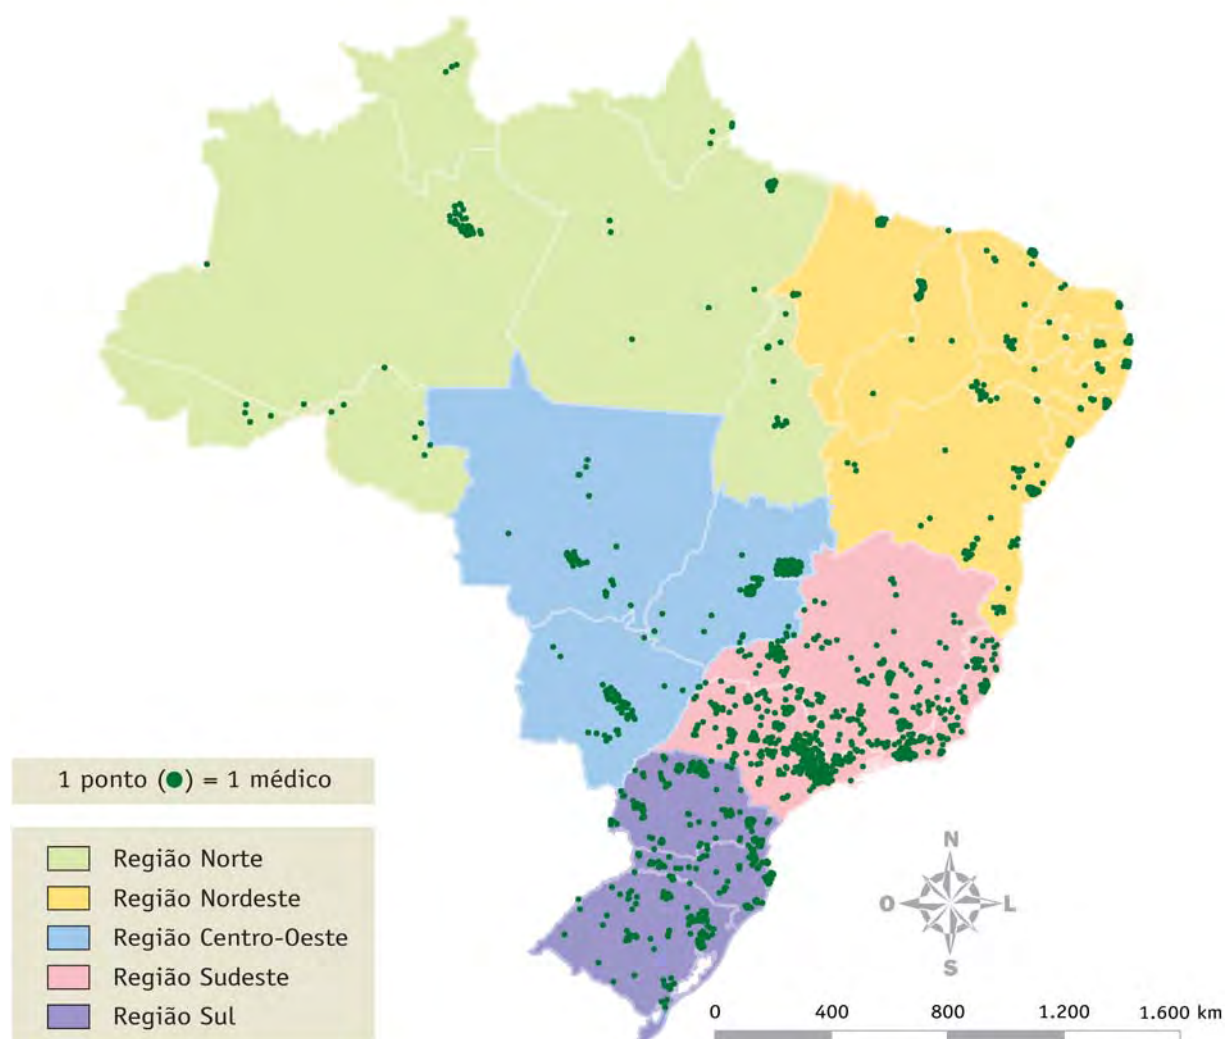 1 ponto (●) = 1 médico
Região Norte
Região Nordeste
Região Centro-Oeste
Região Sudeste
Região Sul
N
O L
S
0 400 800 1.200 1.600 km